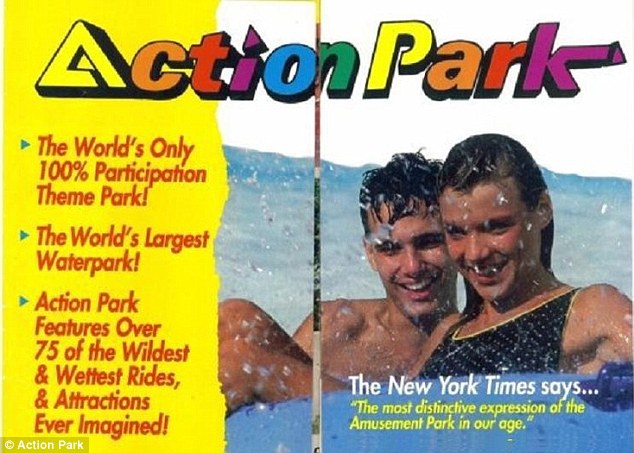 Action Park
The World's Only
100% Participation
Theme Park!
The World's Largest
Waterpark!
Action Park
Features Over
75 of the Wildest
& Wettest Rides,
& Attractions
Ever Imagined!
The New York Times says...
"The most distinctive expression of the
Amusement Park in our age."
© Action Park